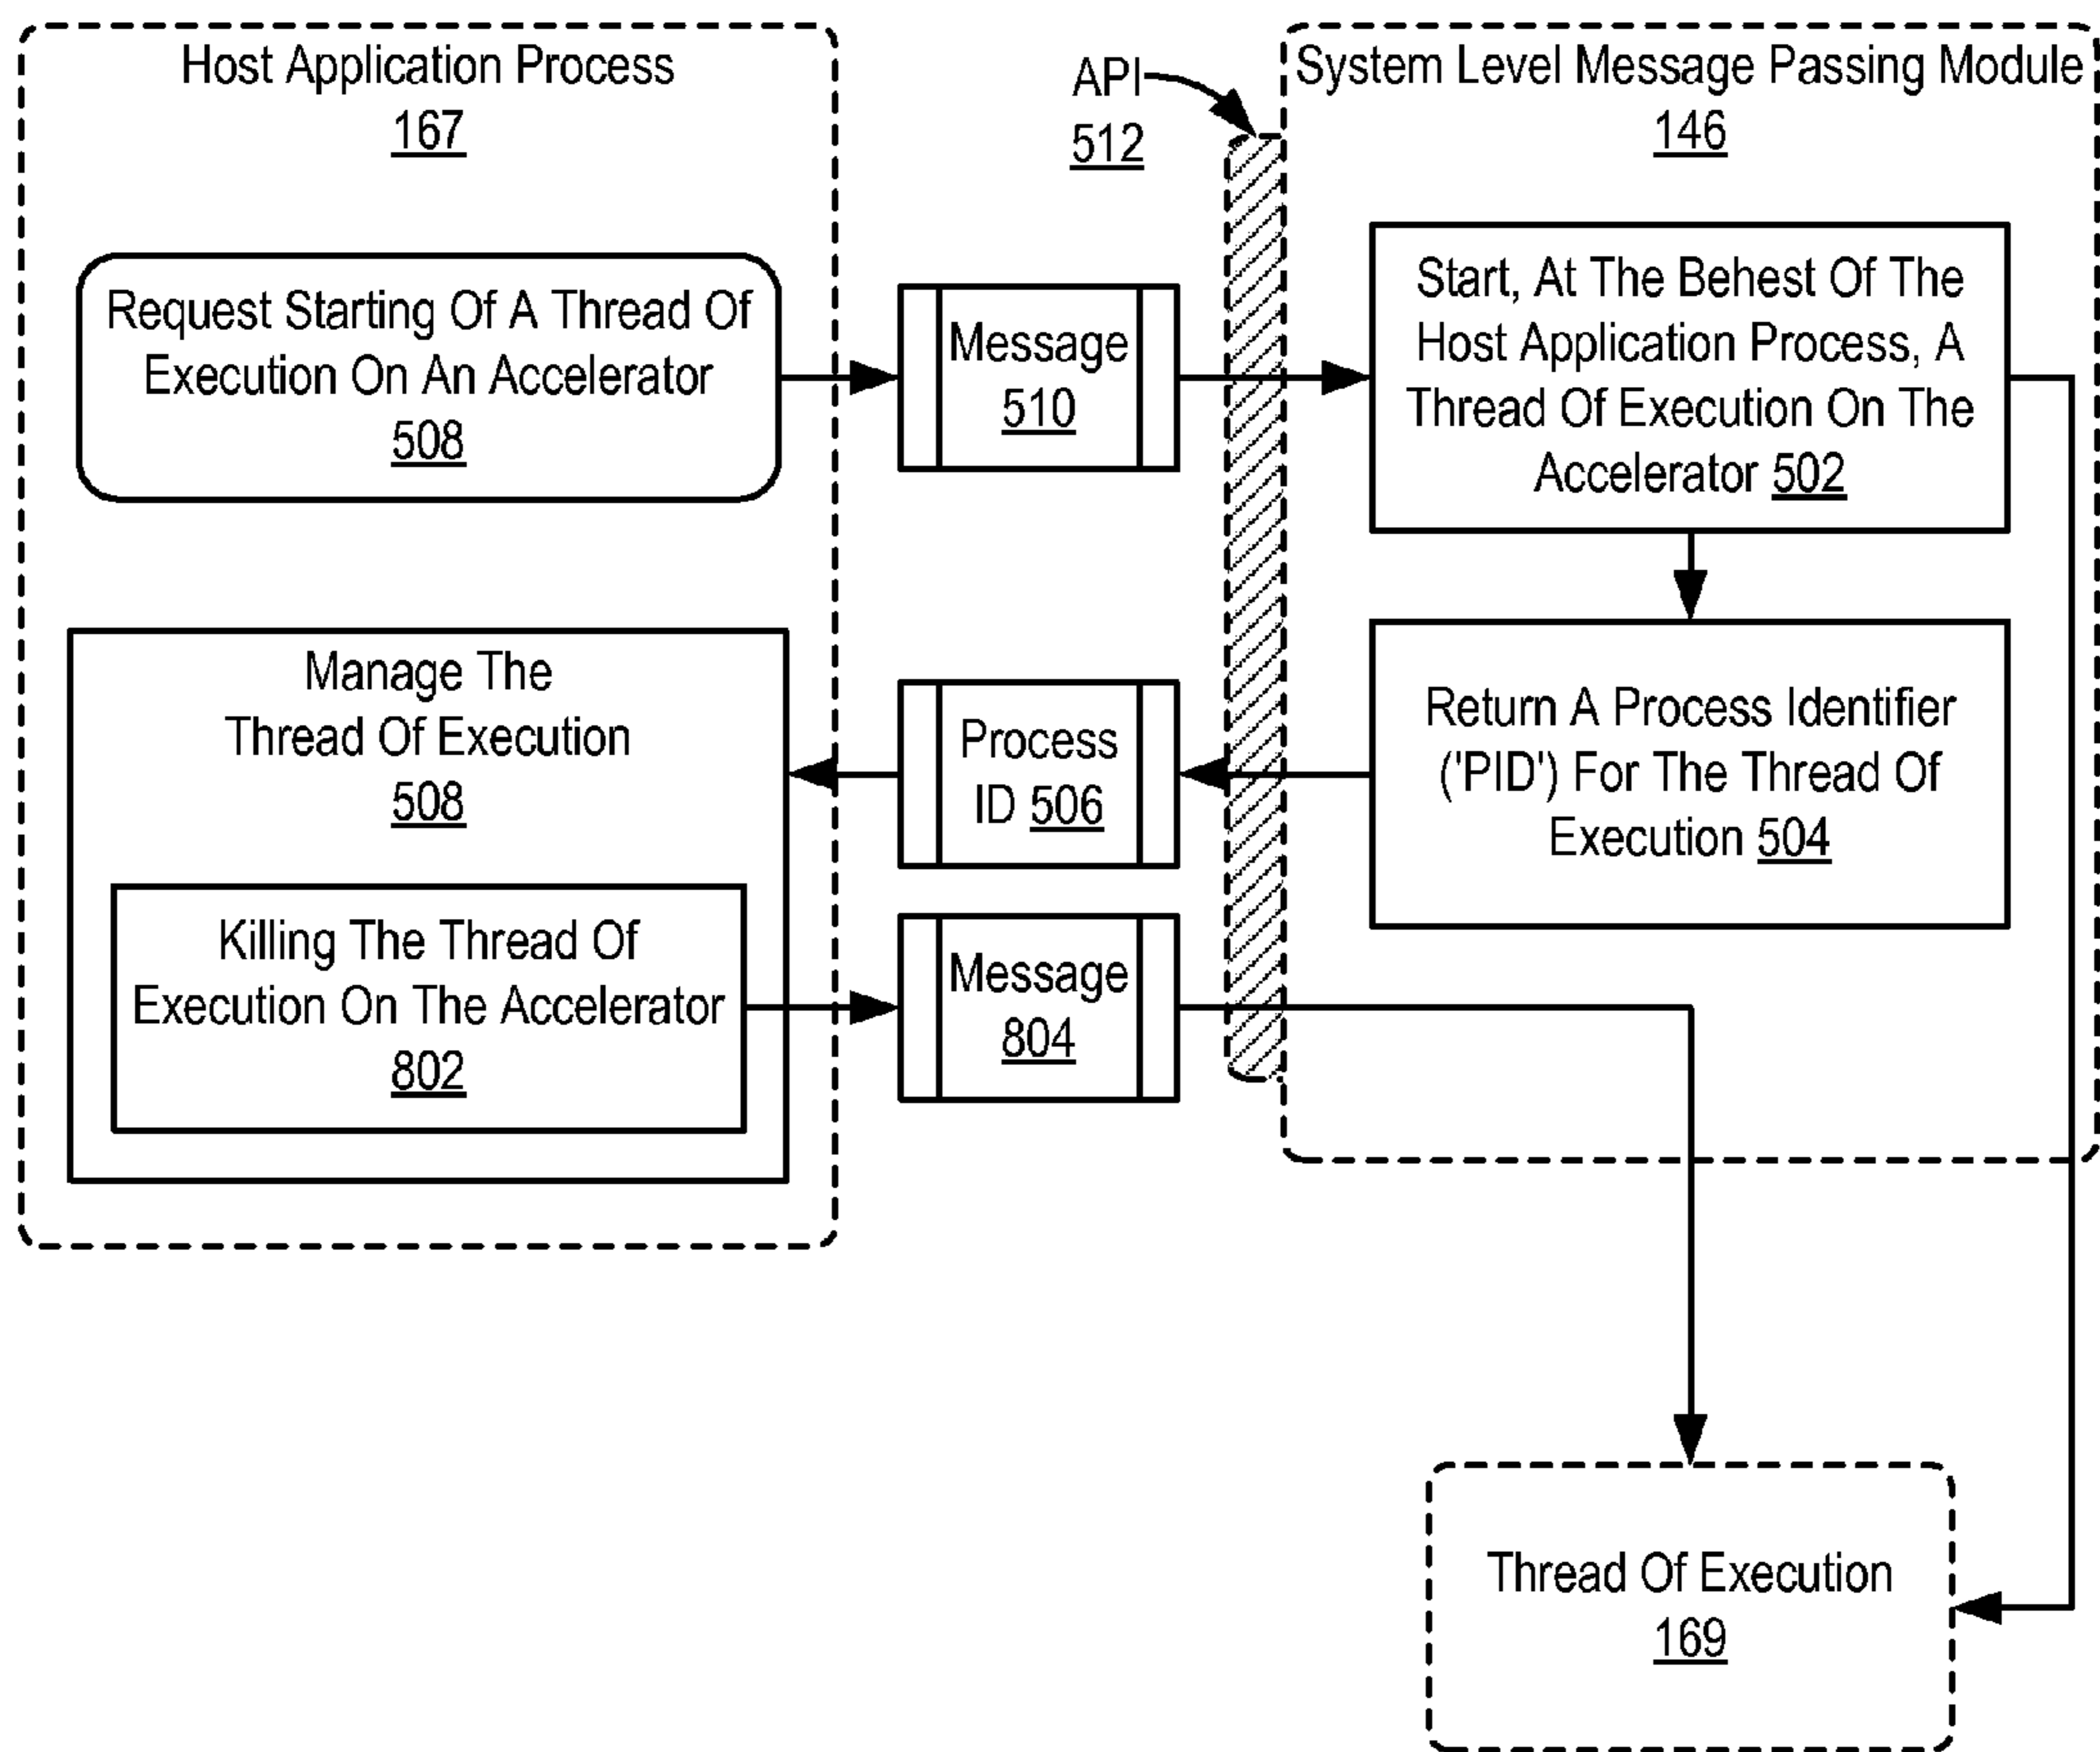 Host Application Process
167
API
512
System Level Message Passing Module
146
Request Starting Of A Thread Of
Execution On An Accelerator
508
Message
510
Start, At The Behest Of The
Host Application Process, A
Thread Of Execution On The
Accelerator 502
Manage The
Thread Of Execution
508
Process
ID 506
Return A Process Identifier
('PID') For The Thread Of
Execution 504
Killing The Thread Of
Execution On The Accelerator
802
Message
804
Thread Of Execution
169